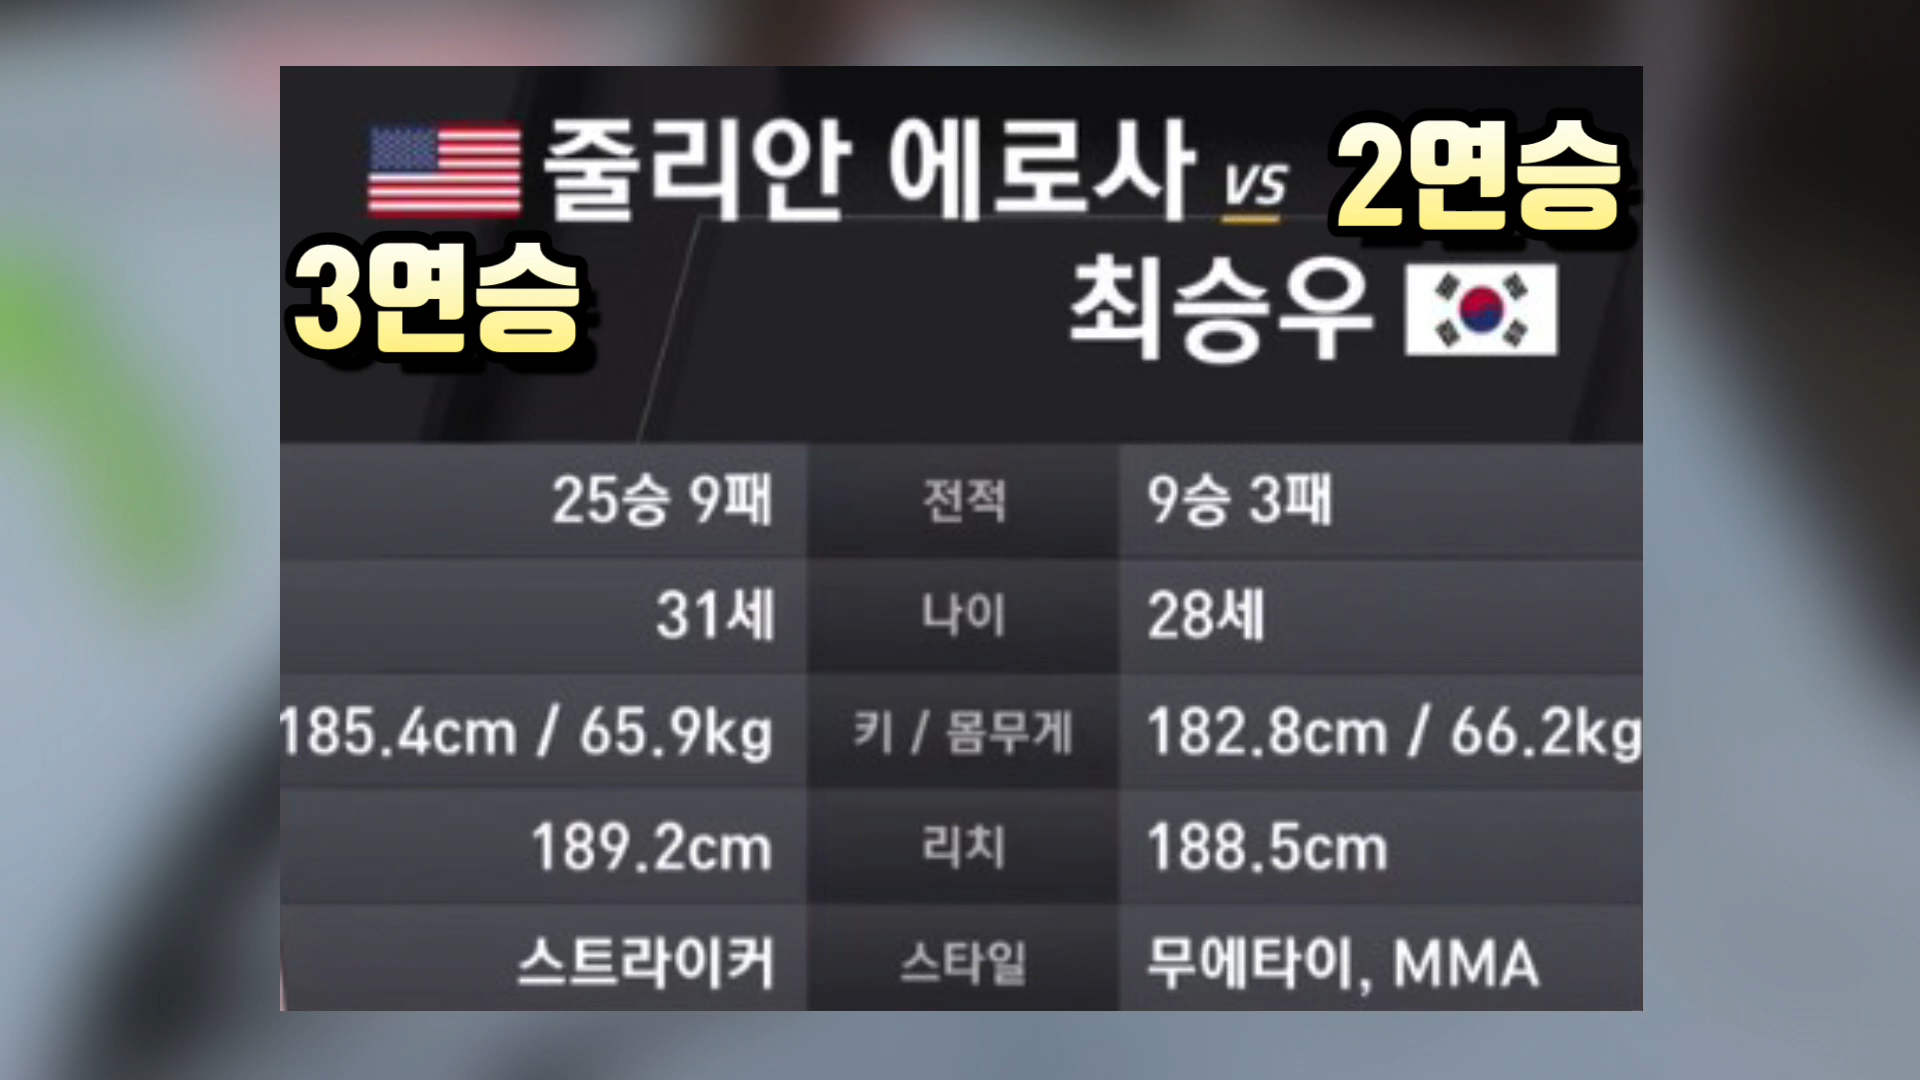 줄리안 에로사 vs 2연승
3연승 최승우
25승 9패 전적 9승 3패
31세 나이 28세
185.4cm / 65.9kg 키 / 몸무게 182.8cm / 66.2kg
189.2cm 리치 188.5cm
스트라이커 스타일 무에타이, MMA